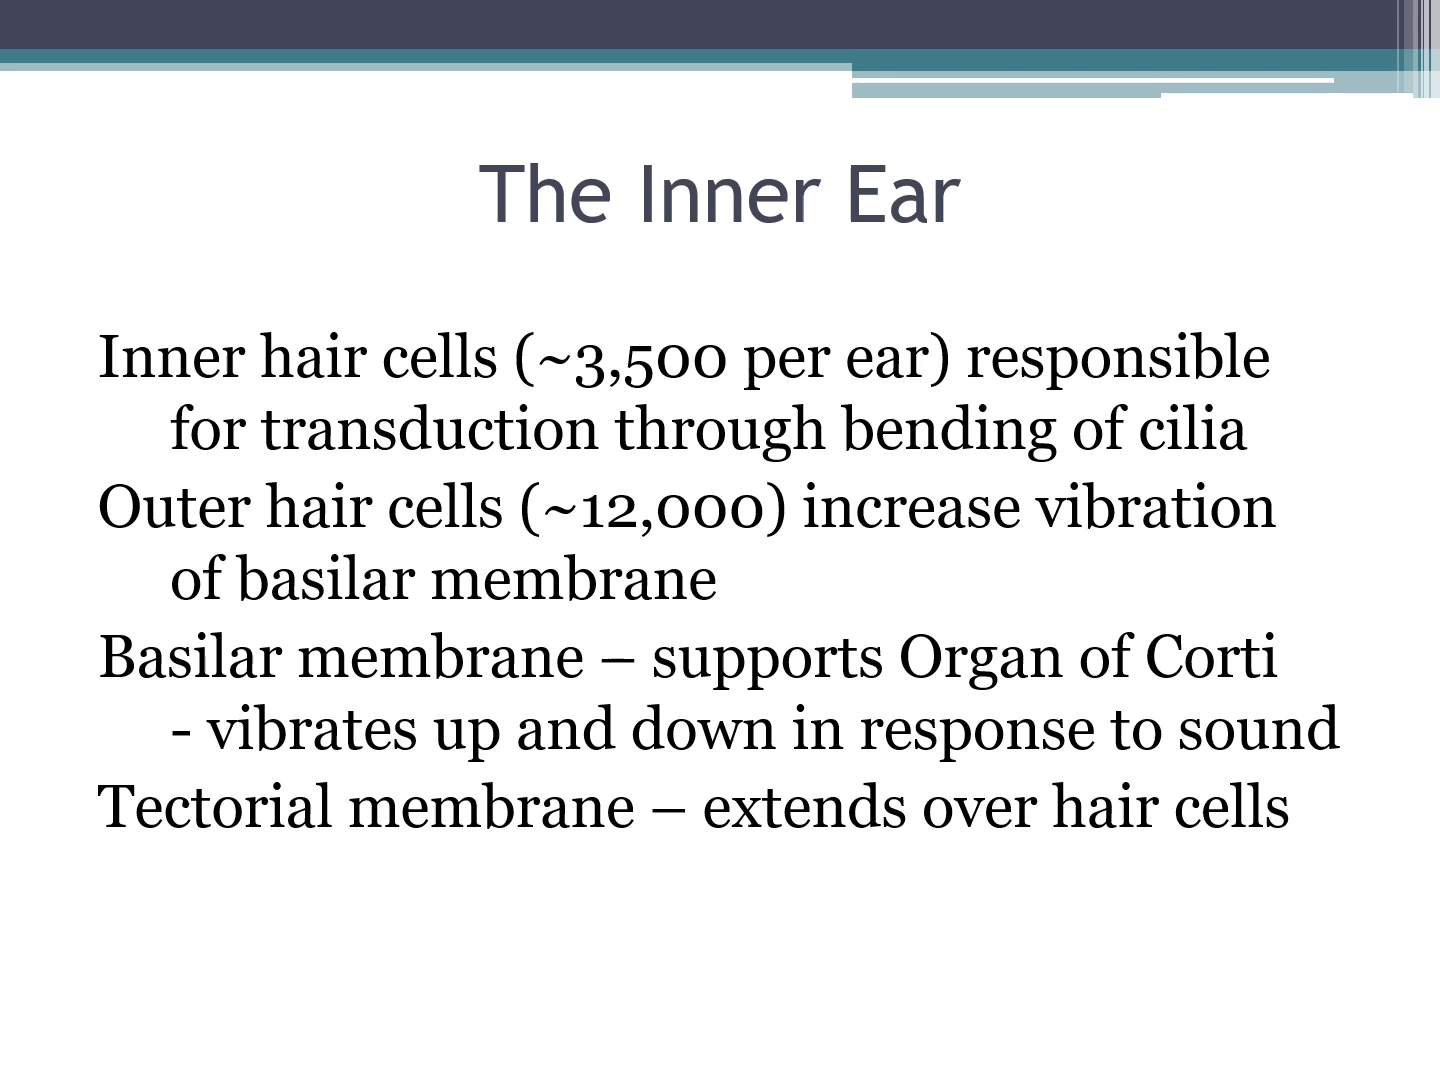 The Inner Ear
Inner hair cells (~3,500 per ear) responsible
for transduction through bending of cilia
Outer hair cells (~12,000) increase vibration
of basilar membrane
Basilar membrane – supports Organ of Corti
- vibrates up and down in response to sound
Tectorial membrane – extends over hair cells